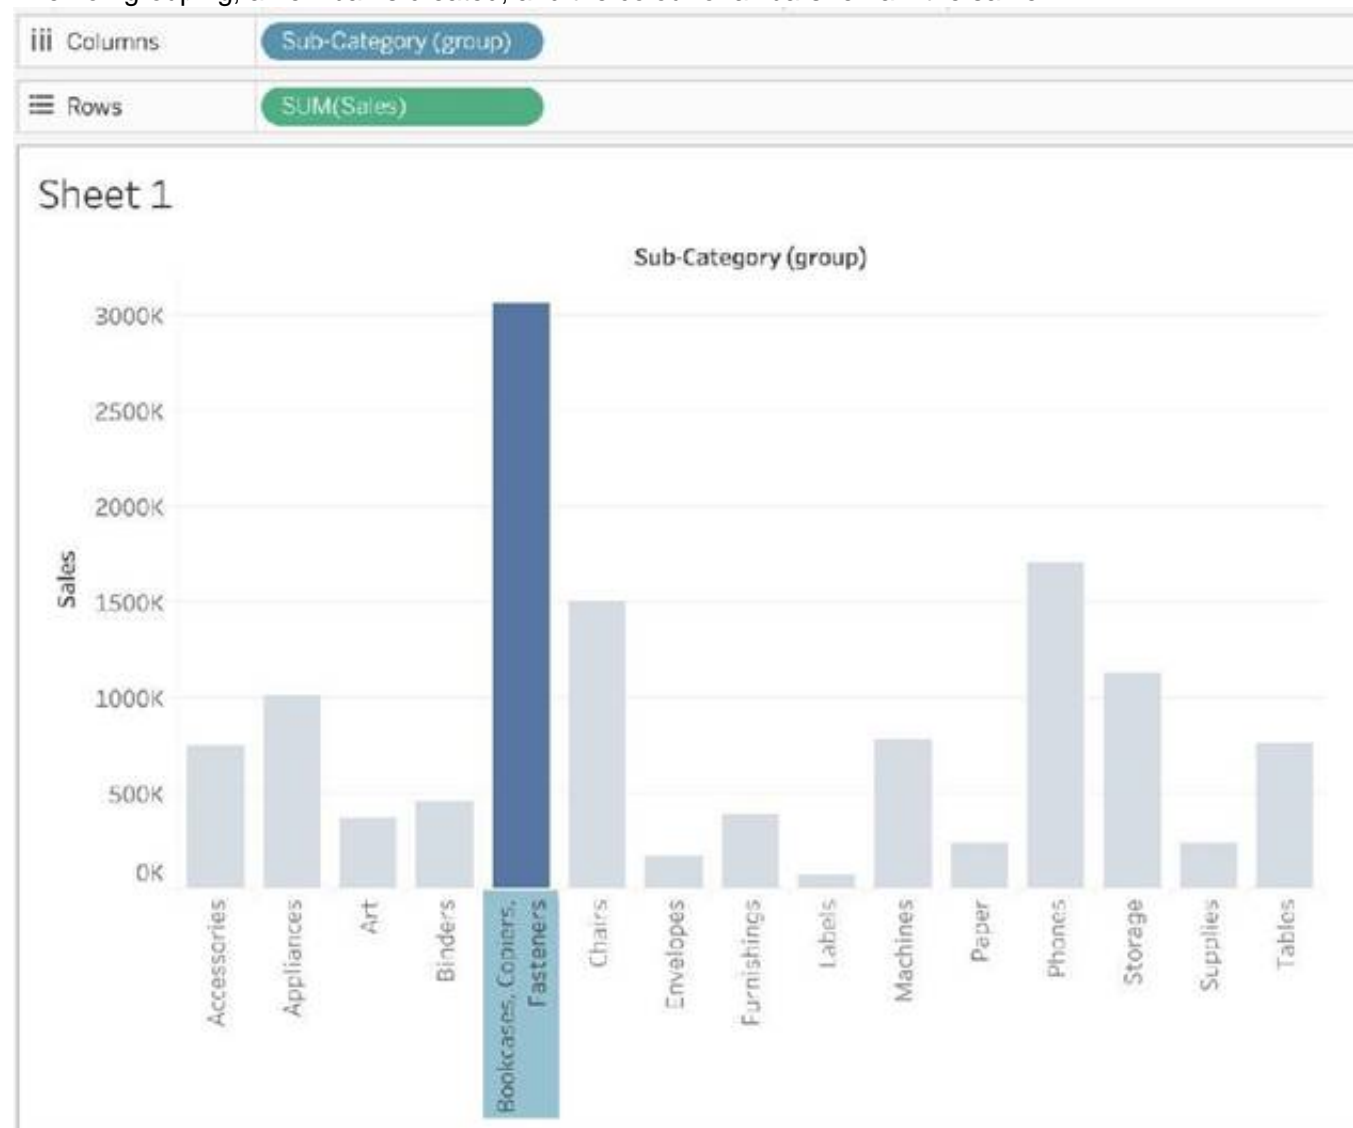 Columns
Sub-Category (group)
Rows
SUM(Sales)
Sheet 1
Sub-Category (group)
3000K
2500K
2000K
1500K
1000K
500K
0K
Sales
Accessories
Appliances
Art
Binders
Bookcases, Copiers,
Fasteners
Chairs
Envelopes
Furnishings
Labels
Machines
Paper
Phones
Storage
Supplies
Tables